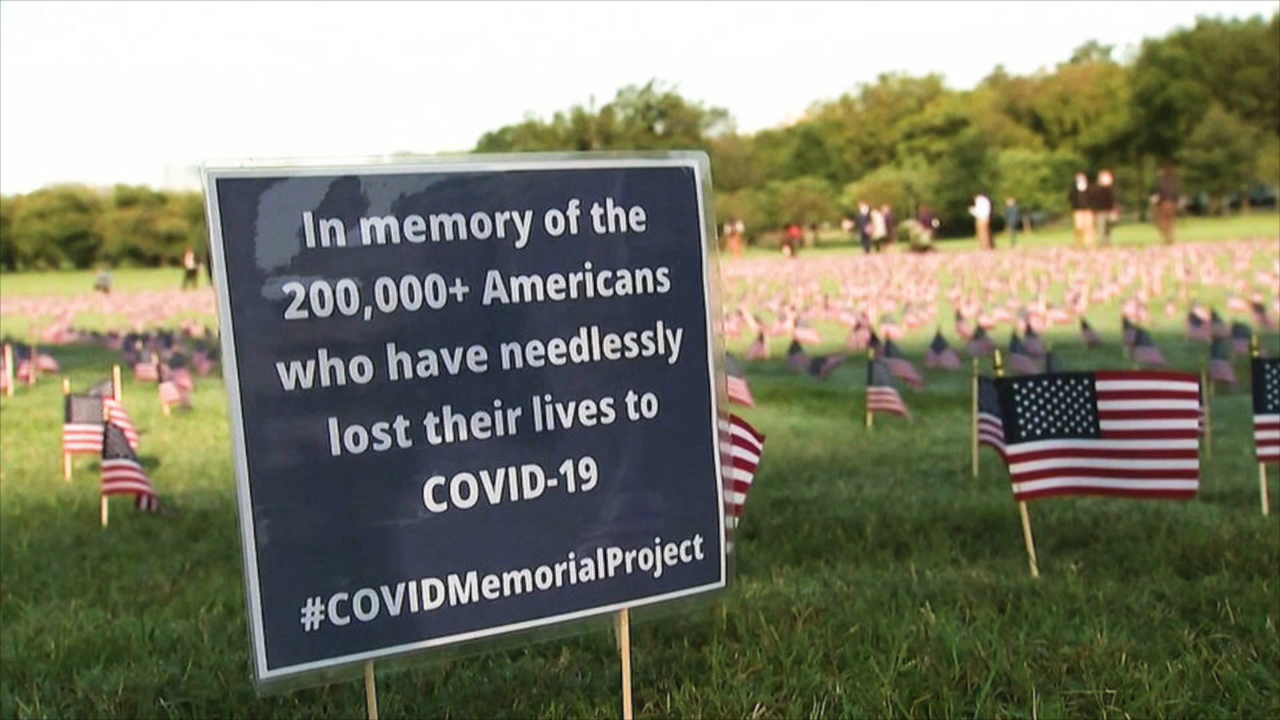 In memory of the
200,000+ Americans
who have needlessly
lost their lives to
COVID-19
#COVIDMemorialProject